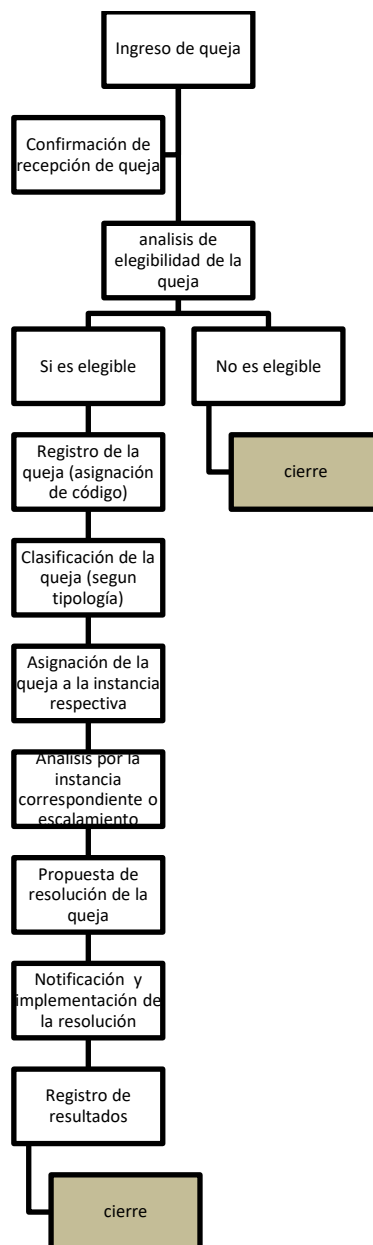 Ingreso de queja
Confirmación de
recepción de queja
analisis de
elegibilidad de la
queja
Si es elegible
No es elegible
Registro de la
queja (asignación
de código)
cierre
Clasificación de la
queja (segun
tipología)
Asignación de la
queja a la instancia
respectiva
Analisis por la
instancia
correspondiente o
escalamiento
Propuesta de
resolución de la
queja
Notificación y
implementación de
la resolución
Registro de
resultados
cierre